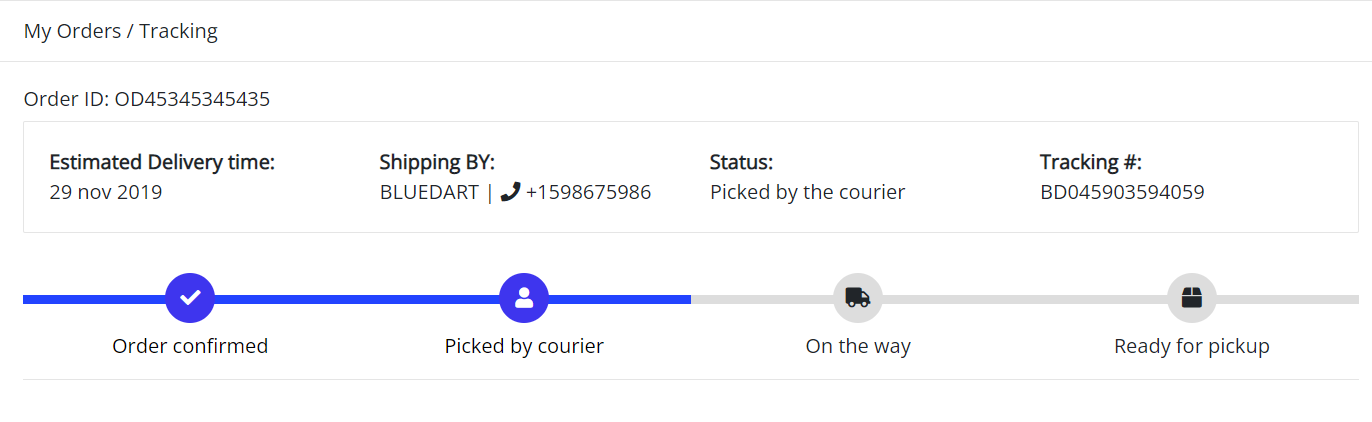 My Orders / Tracking
Order ID: OD45345345435
Estimated Delivery time:
29 nov 2019
Shipping BY:
BLUEDART | +1598675986
Status:
Picked by the courier
Tracking #:
BD045903594059
Order confirmed
Picked by courier
On the way
Ready for pickup